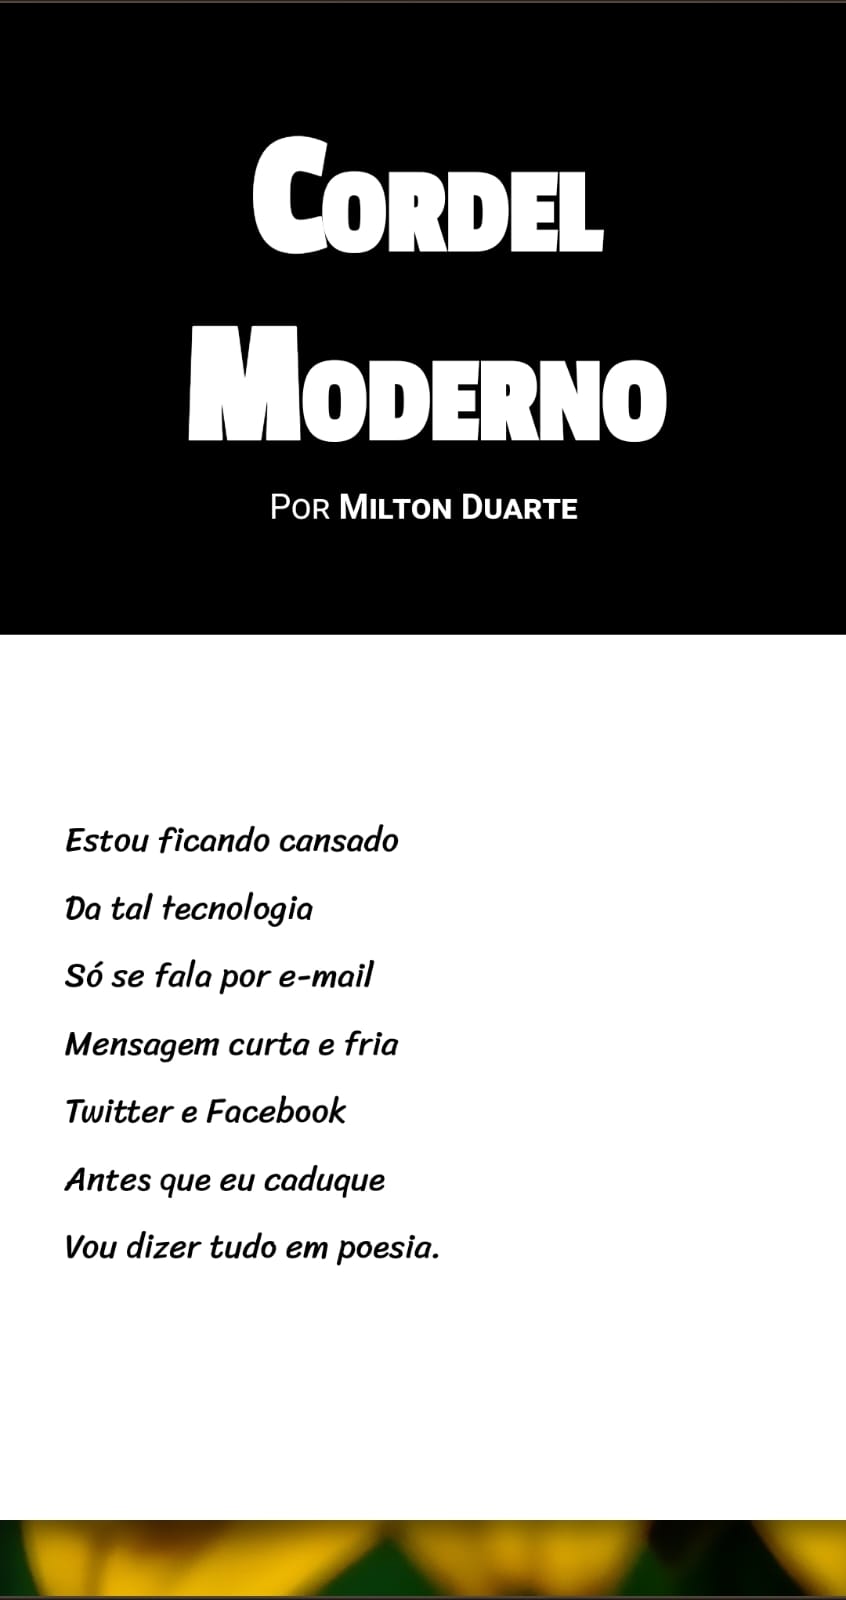 Cordel
Moderno
Por Milton Duarte
Estou ficando cansado
Da tal tecnologia
Só se fala por e-mail
Mensagem curta e fria
Twitter e Facebook
Antes que eu caduque
Vou dizer tudo em poesia.